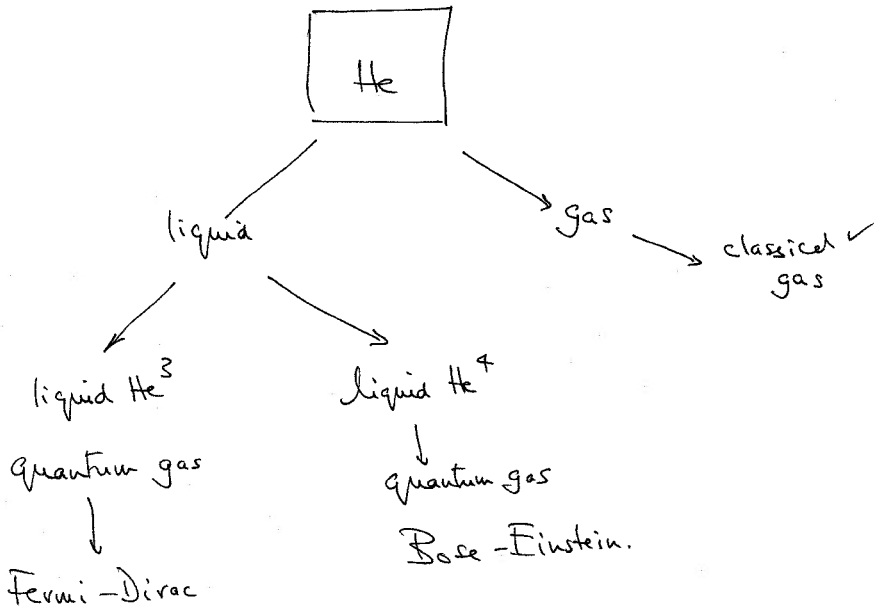 He
liquid
gas
classical ✓
gas
liquid He³
liquid He⁴
quantum gas
quantum gas
Bose-Einstein.
Fermi-Dirac